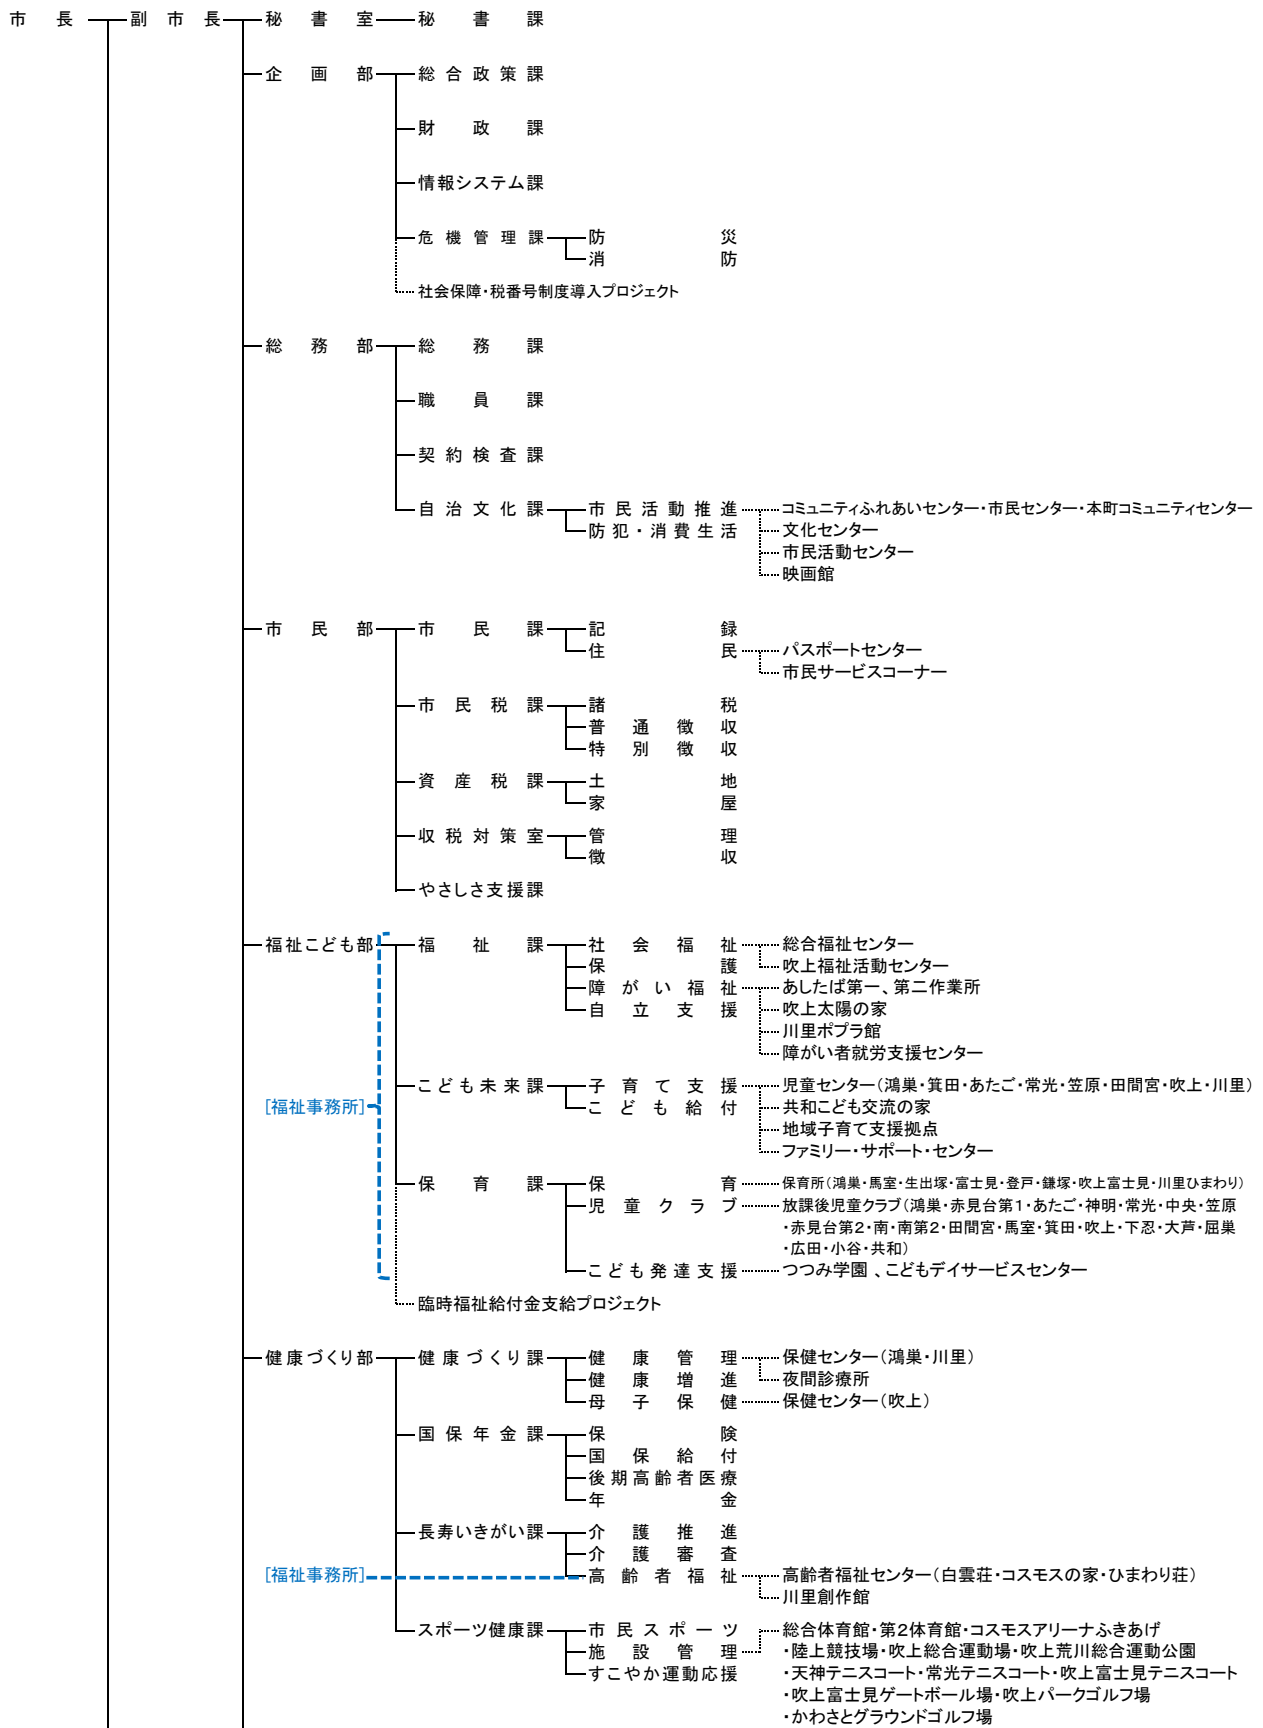 市長 副市長 秘書室 秘書課
企画部 総合政策課
財政課
情報システム課
危機管理課 防災
消防
社会保障・税番号制度導入プロジェクト
総務部 総務課
職員課
契約検査課
自治文化課 市民活動推進 コミュニティふれあいセンター・市民センター・本町コミュニティセンター
防犯・消費生活 文化センター
市民活動センター
映画館
市民部 市民課 記録
住民 パスポートセンター
市民サービスコーナー
市民税課 諸税
普通徴収
特別徴収
資産税課 土地
家屋
収税対策室 管理
徴収
やさしさ支援課
福祉こども部 福祉課 社会福祉 総合福祉センター
保護 吹上福祉活動センター
障がい福祉 あしたば第一、第二作業所
自立支援 吹上太陽の家
川里ポプラ館
障がい者就労支援センター
こども未来課 子育て支援 児童センター(鴻巣・箕田・あたご・常光・笠原・田間宮・吹上・川里)
[福祉事務所] こども給付 共和こども交流の家
地域子育て支援拠点
ファミリー・サポート・センター
保育課 保育 保育所(鴻巣・馬室・生出塚・富士見・登戸・鎌塚・吹上富士見・川里ひまわり)
児童クラブ 放課後児童クラブ(鴻巣・赤見台第1・あたご・神明・常光・中央・笠原
・赤見台第2・南・南第2・田間宮・馬室・箕田・吹上・下忍・大芦・屈巣
・広田・小谷・共和)
こども発達支援 つつみ学園 、こどもデイサービスセンター
臨時福祉給付金支給プロジェクト
健康づくり部 健康づくり課 健康管理 保健センター(鴻巣・川里)
健康増進 夜間診療所
母子保健 保健センター(吹上)
国保年金課 保険
国保給付
後期高齢者医療
年金
長寿いきがい課 介護推進
介護審査
[福祉事務所] 高齢者福祉 高齢者福祉センター(白雲荘・コスモスの家・ひまわり荘)
川里創作館
スポーツ健康課 市民スポーツ 総合体育館・第2体育館・コスモスアリーナふきあげ
施設管理 ・陸上競技場・吹上総合運動場・吹上荒川総合運動公園
すこやか運動応援 ・天神テニスコート・常光テニスコート・吹上富士見テニスコート
・吹上富士見ゲートボール場・吹上パークゴルフ場
・かわさとグラウンドゴルフ場